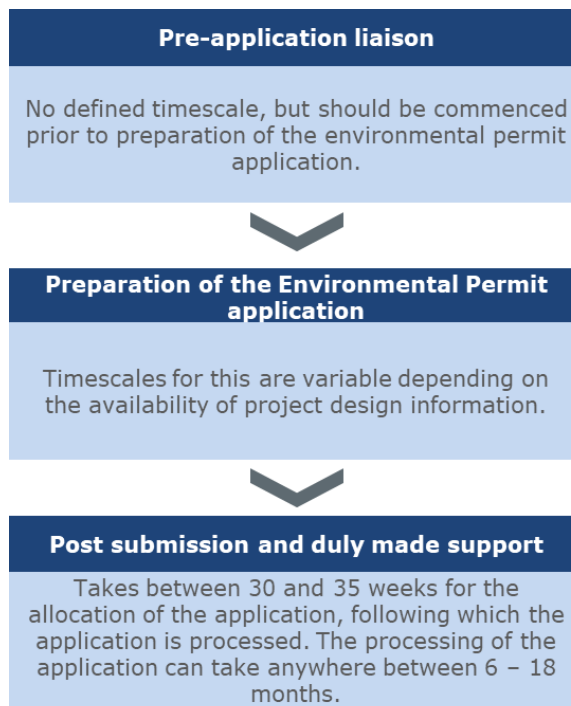 Pre-application liaison
No defined timescale, but should be commenced
prior to preparation of the environmental permit
application.
Preparation of the Environmental Permit
application
Timescales for this are variable depending on
the availability of project design information.
Post submission and duly made support
Takes between 30 and 35 weeks for the
allocation of the application, following which the
application is processed. The processing of the
application can take anywhere between 6 – 18
months.